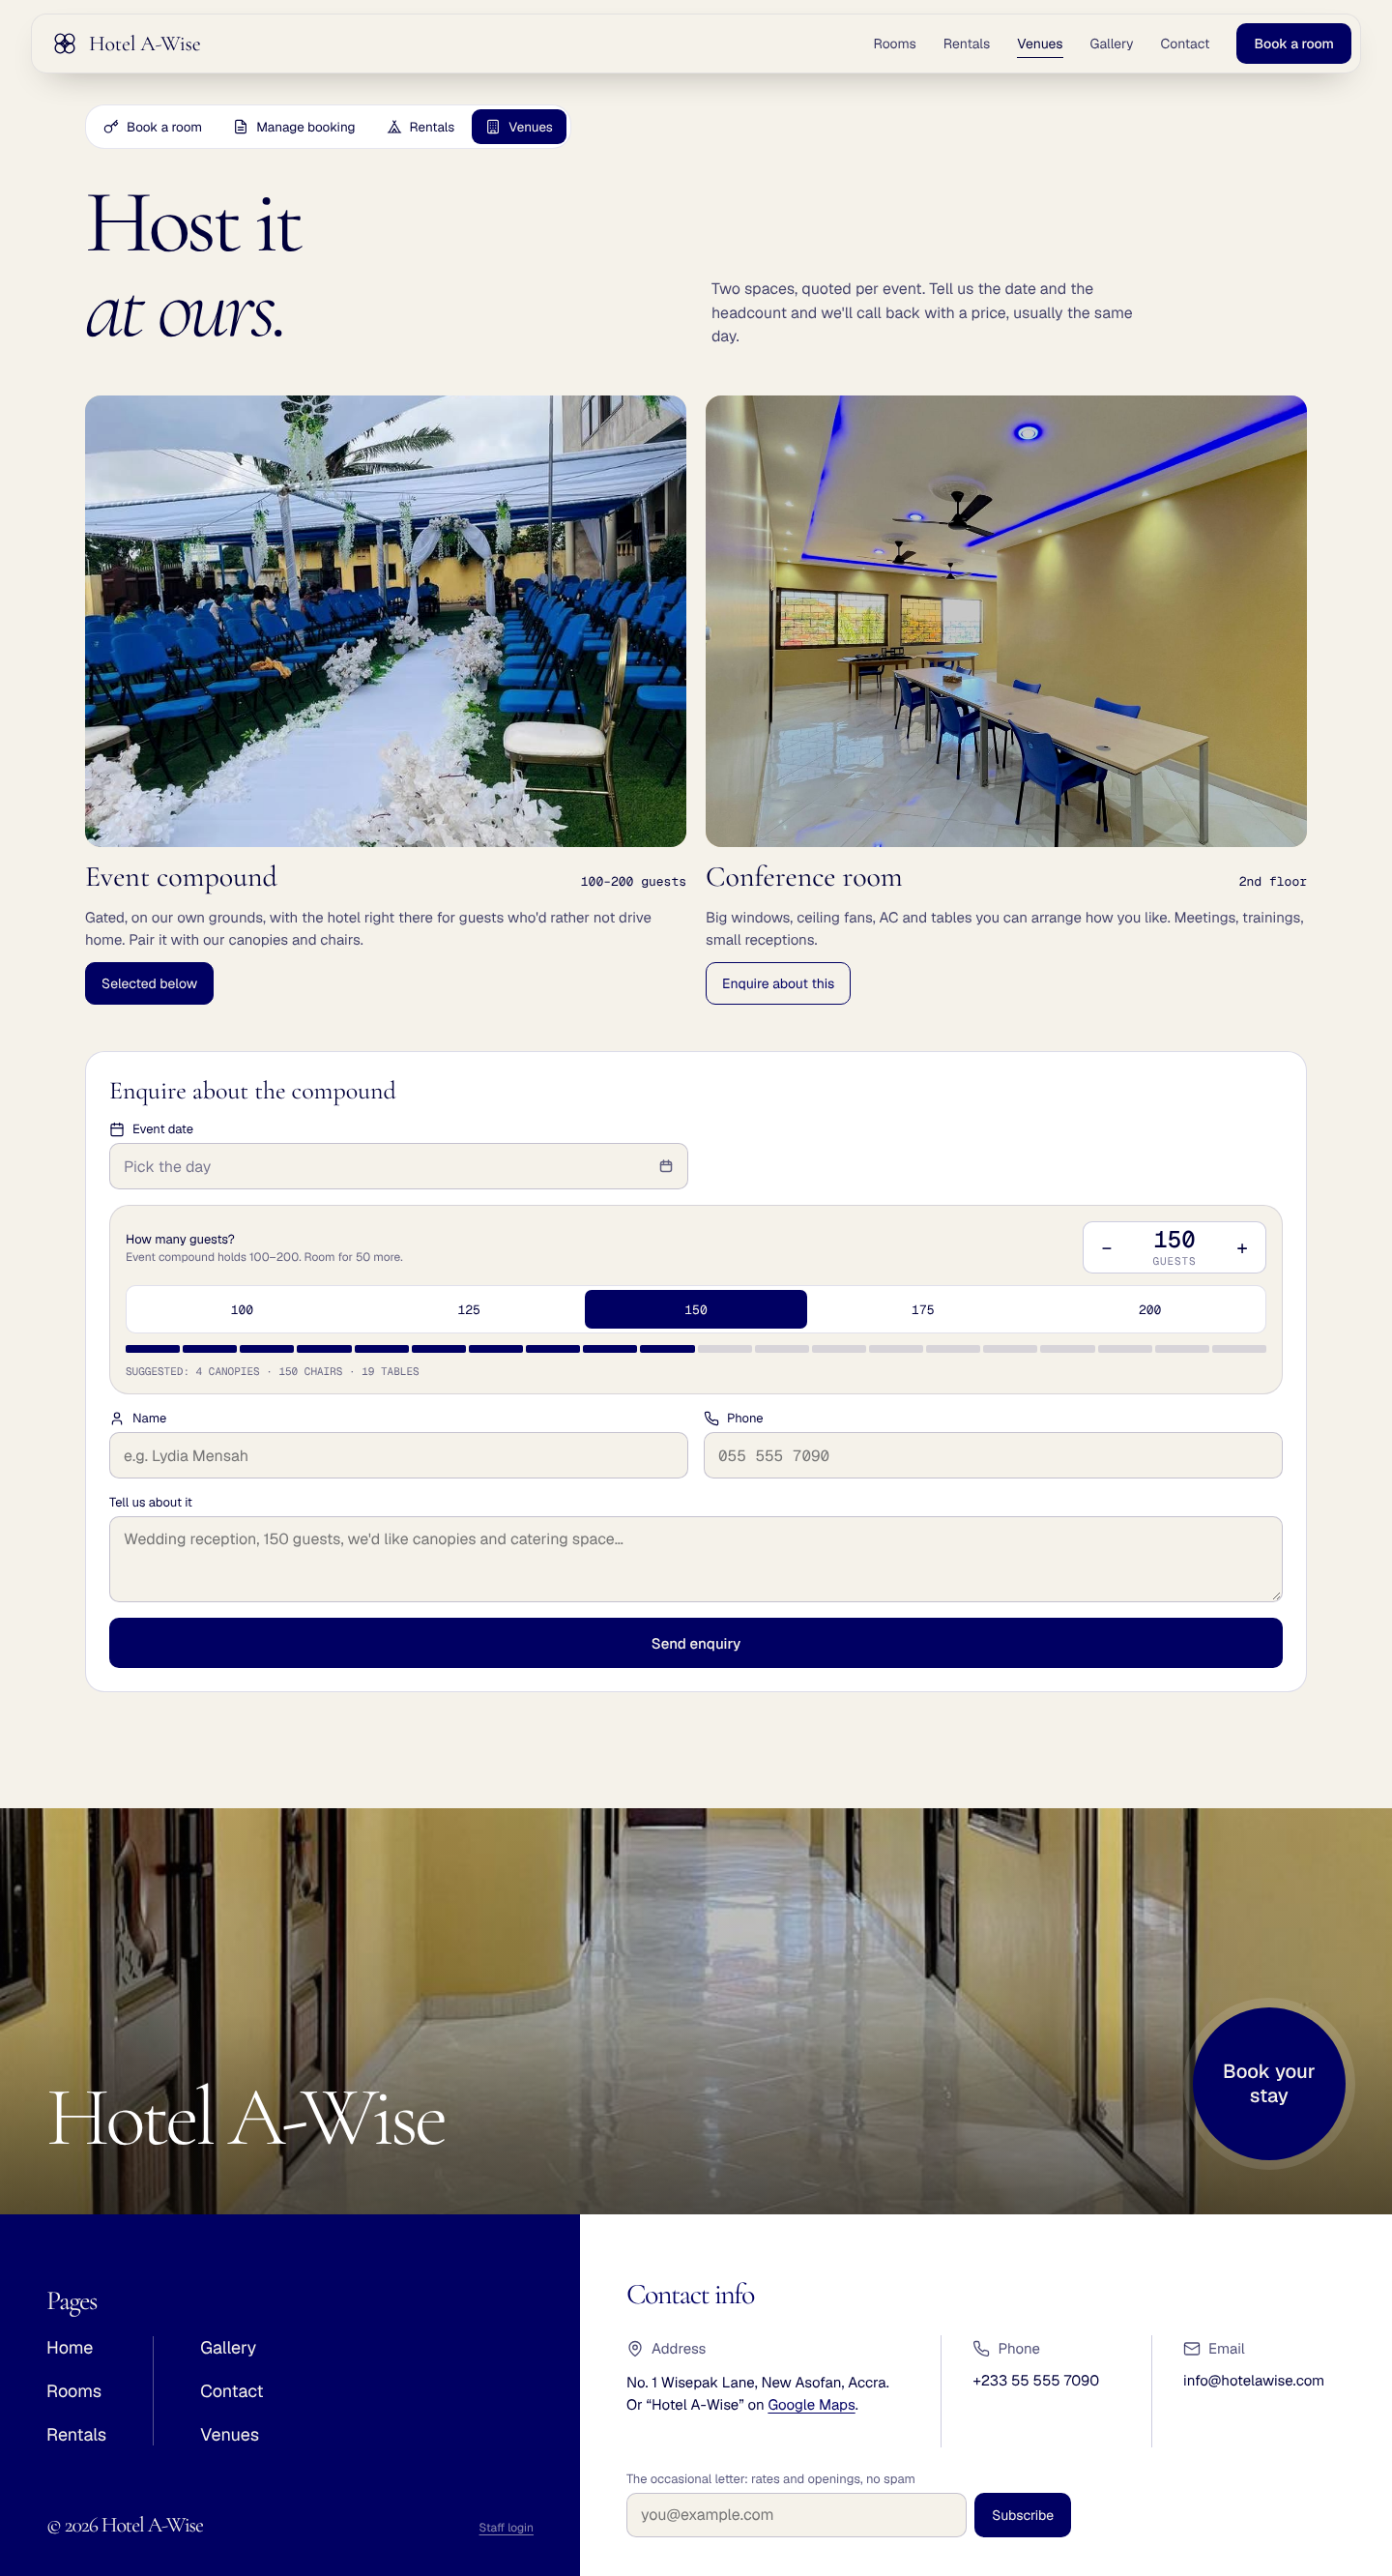 Hotel A-Wise
Rooms
Rentals
Venues
Gallery
Contact
Book a room
Book a room
Manage booking
Rentals
Venues
Host it
at ours.
Two spaces, quoted per event. Tell us the date and the
headcount and we'll call back with a price, usually the same
day.
Event compound
100–200 guests
Gated, on our own grounds, with the hotel right there for guests who'd rather not drive
home. Pair it with our canopies and chairs.
Selected below
Conference room
2nd floor
Big windows, ceiling fans, AC and tables you can arrange how you like. Meetings, trainings,
small receptions.
Enquire about this
Enquire about the compound
Event date
Pick the day
How many guests?
Event compound holds 100–200. Room for 50 more.
− 150 +
GUESTS
100 125 150 175 200
SUGGESTED: 4 CANOPIES · 150 CHAIRS · 19 TABLES
Name
e.g. Lydia Mensah
Phone
055 555 7090
Tell us about it
Wedding reception, 150 guests, we'd like canopies and catering space…
Send enquiry
Hotel A-Wise
Book your
stay
Pages
Home
Rooms
Rentals
Gallery
Contact
Venues
© 2026 Hotel A-Wise
Staff login
Contact info
Address
No. 1 Wisepak Lane, New Asofan, Accra.
Or “Hotel A-Wise” on Google Maps.
Phone
+233 55 555 7090
Email
info@hotelawise.com
The occasional letter: rates and openings, no spam
you@example.com
Subscribe